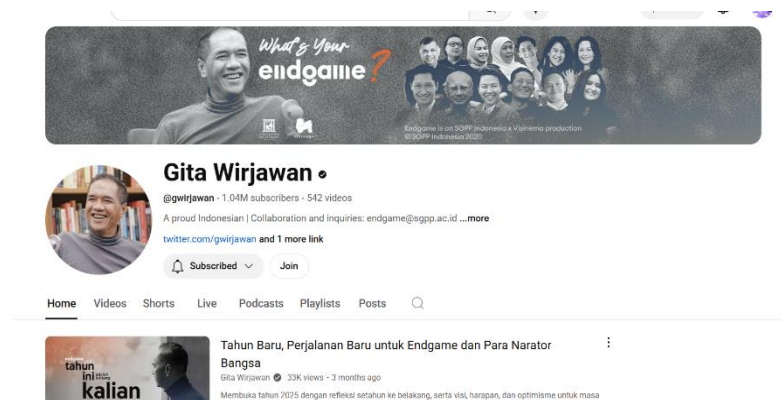 What's Your
endgame?
Endgame is an SGPP Indonesia x Visinema production
© SGPP Indonesia 2020
Gita Wirjawan
@gwirjawan · 1.04M subscribers · 542 videos
A proud Indonesian | Collaboration and inquiries: endgame@sgpp.ac.id ...more
twitter.com/gwirjawan and 1 more link
Subscribed
Join
Home Videos Shorts Live Podcasts Playlists Posts
endgame
tahun
ini
kalian
Tahun Baru, Perjalanan Baru untuk Endgame dan Para Narator
Bangsa
Gita Wirjawan 33K views · 3 months ago
Membuka tahun 2025 dengan refleksi setahun ke belakang, serta visi, harapan, dan optimisme untuk masa